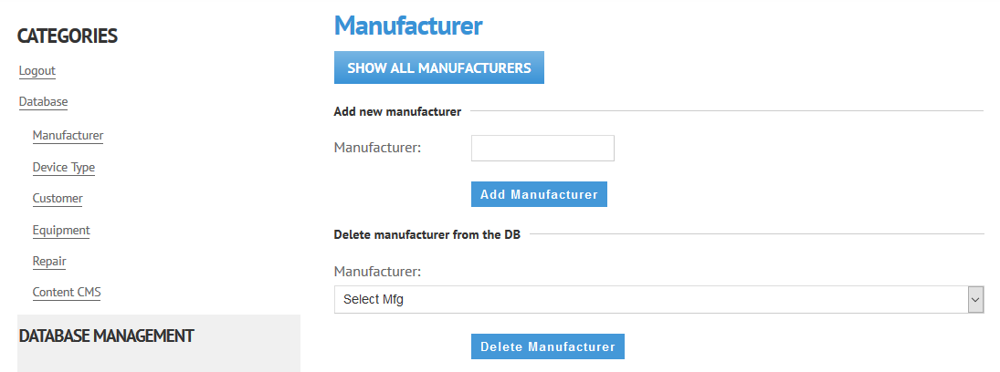 CATEGORIES
Logout
Database
Manufacturer
Device Type
Customer
Equipment
Repair
Content CMS
DATABASE MANAGEMENT
Manufacturer
SHOW ALL MANUFACTURERS
Add new manufacturer
Manufacturer:
Add Manufacturer
Delete manufacturer from the DB
Manufacturer:
Select Mfg
Delete Manufacturer